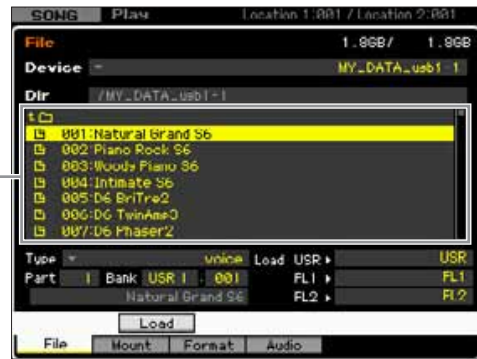 SONG Play Location 1:001 / Location 2:001
File 1.8GB/ 1.8GB
Device MY_DATA_usb1-1
Dir /MY_DATA_usb1-1
001:Natural Grand S6
002:Piano Rock S6
003:Woody Piano S6
004:Intimate S6
005:D6 BriTre2
006:D6 TwinAmp3
007:D6 Phaser2
Type voice Load USR USR
Part 1 Bank USR 1 001 FL1 FL1
Natural Grand S6 FL2 FL2
Load
File Mount Format Audio